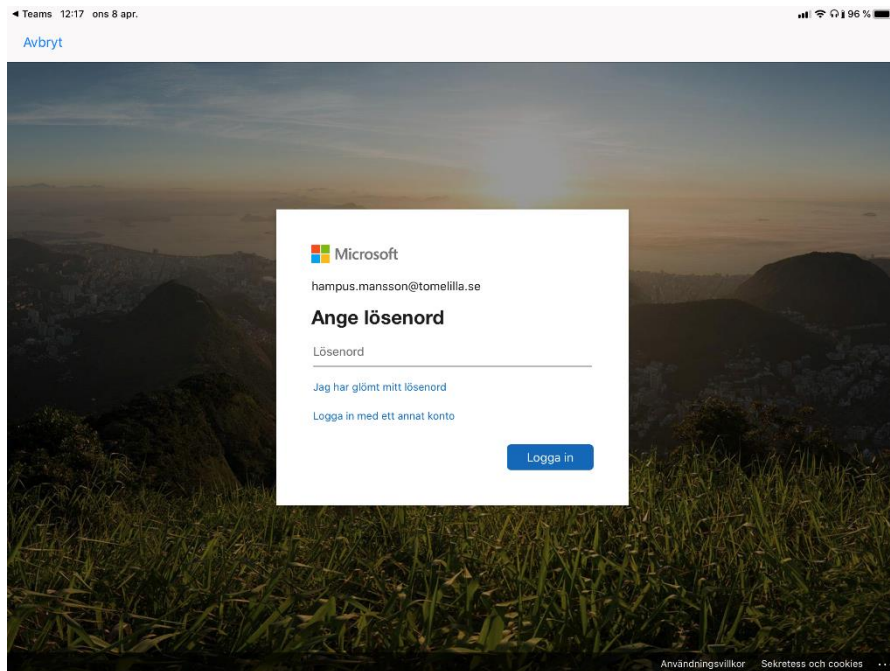 Teams 12:17 ons 8 apr.
96 %
Avbryt
Microsoft
hampus.mansson@tomelilla.se
Ange lösenord
Lösenord
Jag har glömt mitt lösenord
Logga in med ett annat konto
Logga in
Användningsvillkor Sekretess och cookies